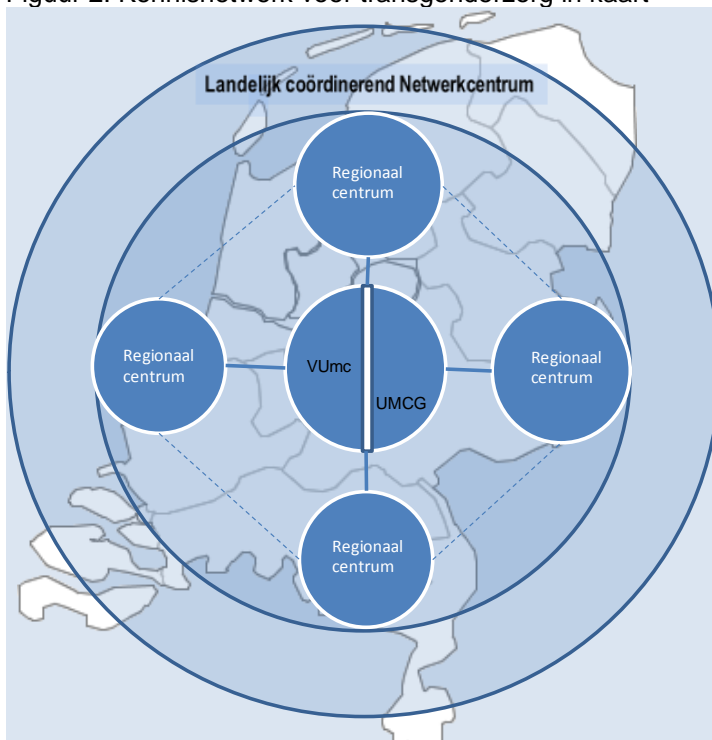 Figuur 2: Kennisnetwerk voor transgenderzorg in kaart
Landelijk coördinerend Netwerkcentrum
Regionaal
centrum
Regionaal
centrum
VUmc
UMCG
Regionaal
centrum
Regionaal
centrum